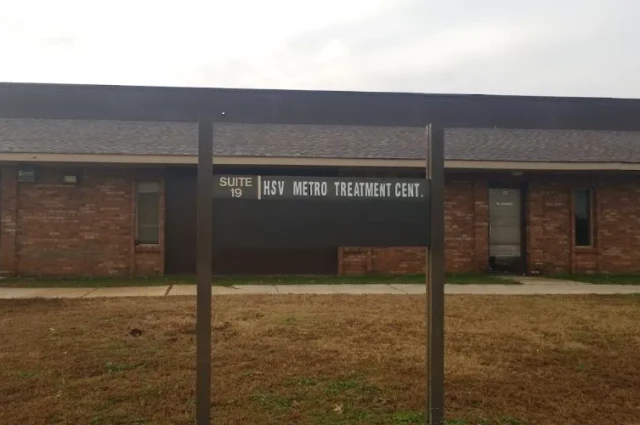 SUITE
19
HSV METRO TREATMENT CENT.